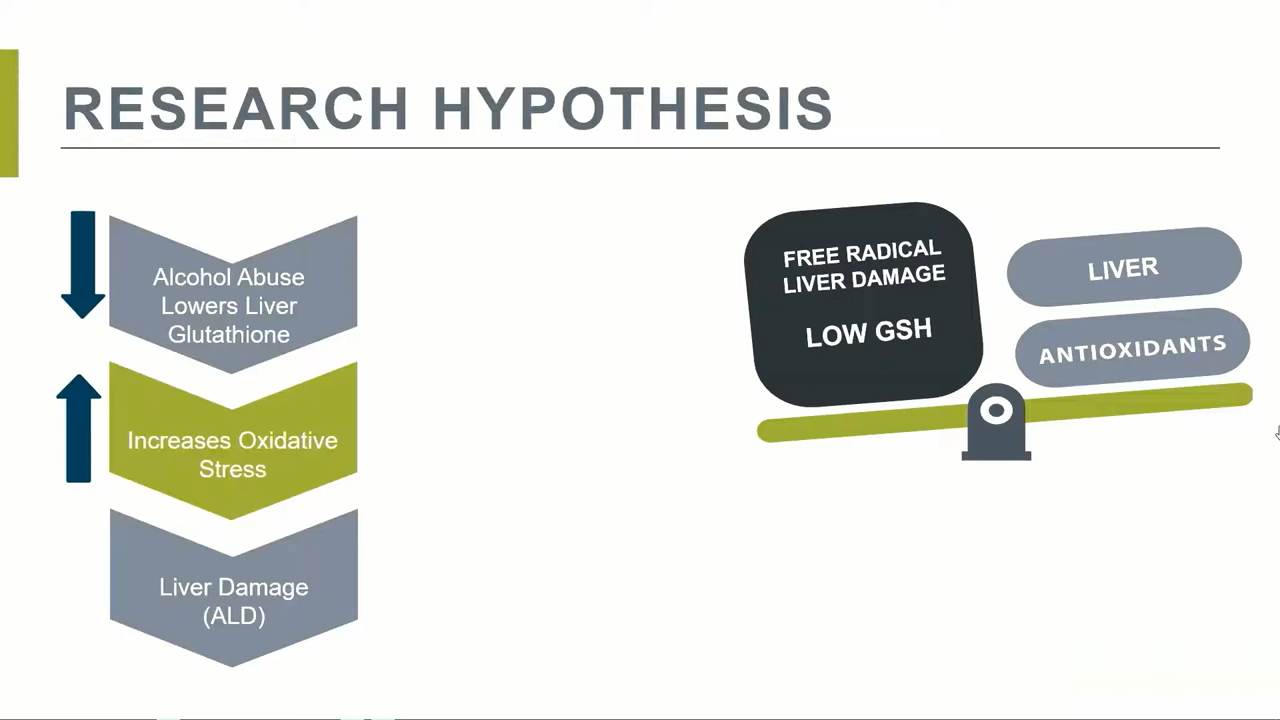 RESEARCH HYPOTHESIS
Alcohol Abuse
Lowers Liver
Glutathione
Increases Oxidative
Stress
Liver Damage
(ALD)
FREE RADICAL
LIVER DAMAGE
LOW GSH
LIVER
ANTIOXIDANTS